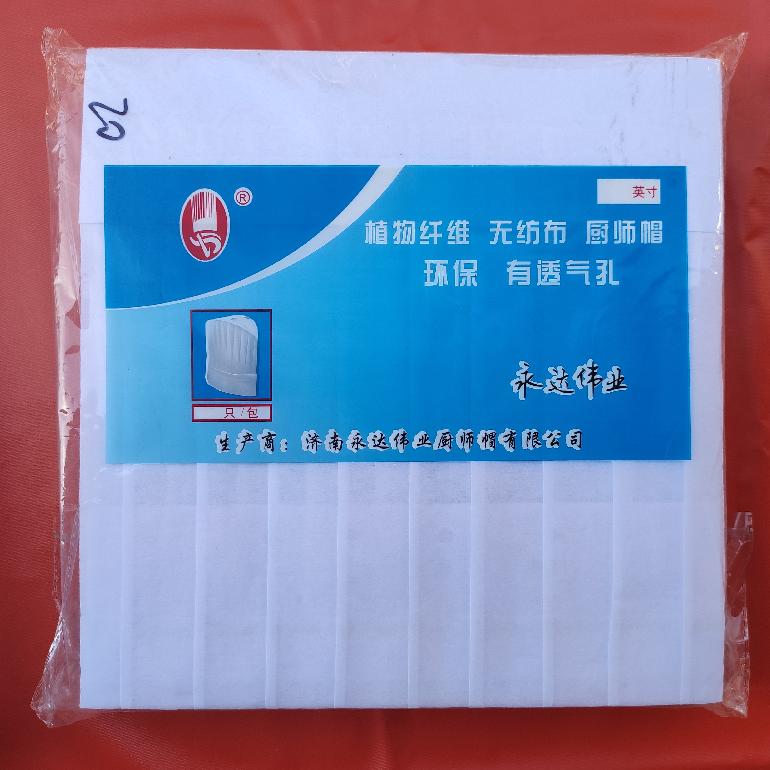 英寸
®
植物纤维 无纺布 厨师帽
环保 有透气孔
只/包
永达伟业
生产商：济南永达伟业厨师帽有限公司